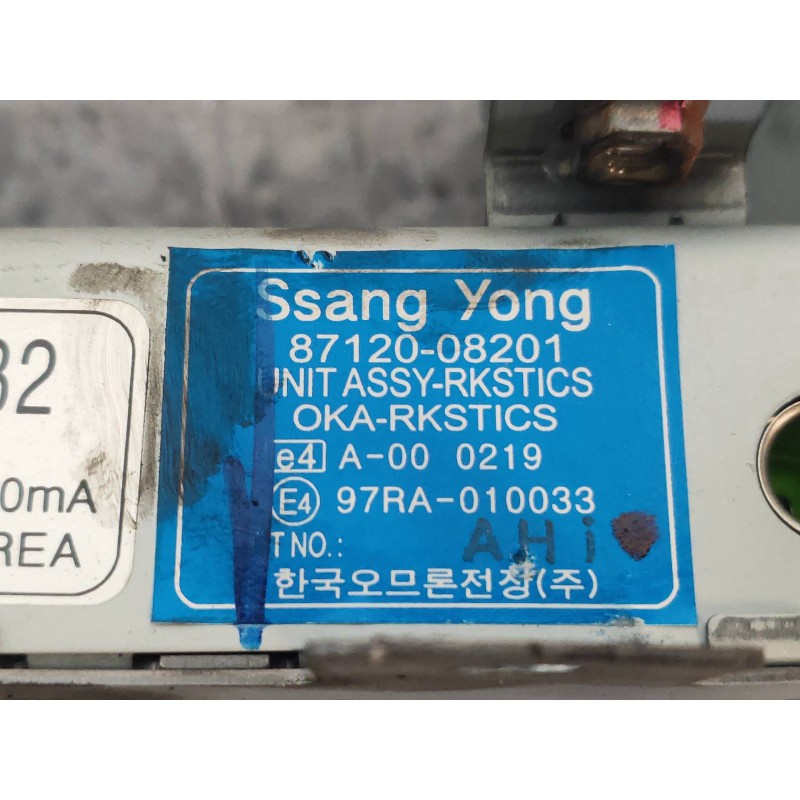 Ssang Yong
87120-08201
UNIT ASSY-RKSTICS
OKA-RKSTICS
e4 A-00 0219
E4 97RA-010033
T NO.: AHi
한국오므론전장(주)
32
0mA
REA